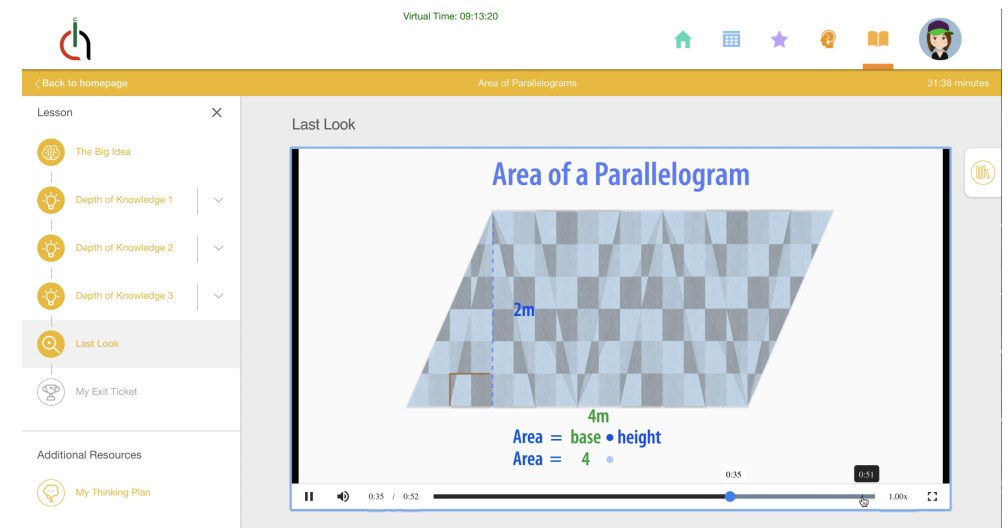 Virtual Time: 09:13:20
Back to homepage
Area of Parallelograms
31:38 minutes
Lesson
The Big Idea
Depth of Knowledge 1
Depth of Knowledge 2
Depth of Knowledge 3
Last Look
My Exit Ticket
Additional Resources
My Thinking Plan
Last Look
Area of a Parallelogram
2m
4m
Area = base • height
Area = 4 •
0:35
0:51
0:35 / 0:52
1.00x